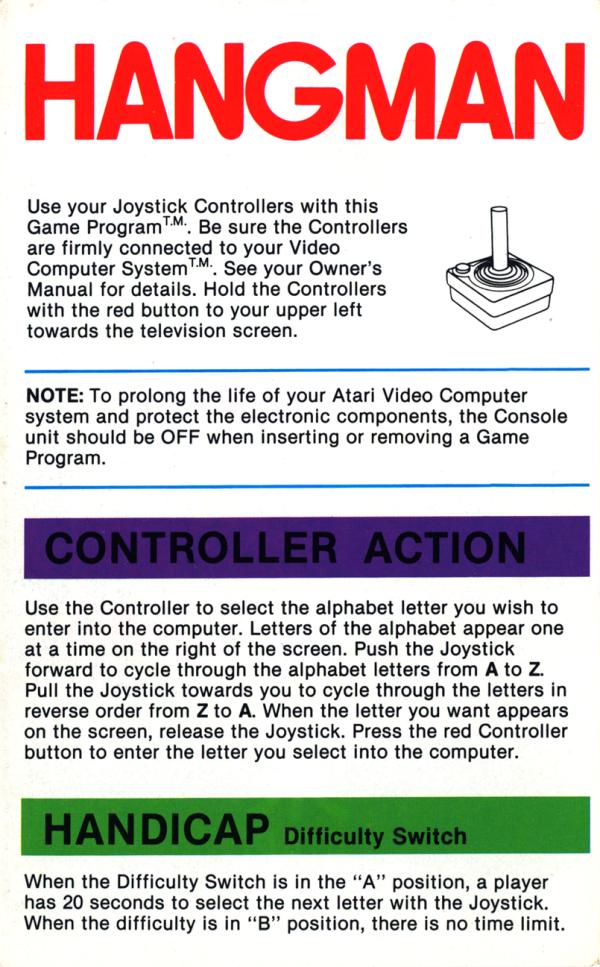 HANGMAN
Use your Joystick Controllers with this
Game Program T.M.. Be sure the Controllers
are firmly connected to your Video
Computer System T.M.. See your Owner's
Manual for details. Hold the Controllers
with the red button to your upper left
towards the television screen.
NOTE: To prolong the life of your Atari Video Computer
system and protect the electronic components, the Console
unit should be OFF when inserting or removing a Game
Program.
CONTROLLER ACTION
Use the Controller to select the alphabet letter you wish to
enter into the computer. Letters of the alphabet appear one
at a time on the right of the screen. Push the Joystick
forward to cycle through the alphabet letters from A to Z.
Pull the Joystick towards you to cycle through the letters in
reverse order from Z to A. When the letter you want appears
on the screen, release the Joystick. Press the red Controller
button to enter the letter you select into the computer.
HANDICAP Difficulty Switch
When the Difficulty Switch is in the "A" position, a player
has 20 seconds to select the next letter with the Joystick.
When the difficulty is in "B" position, there is no time limit.